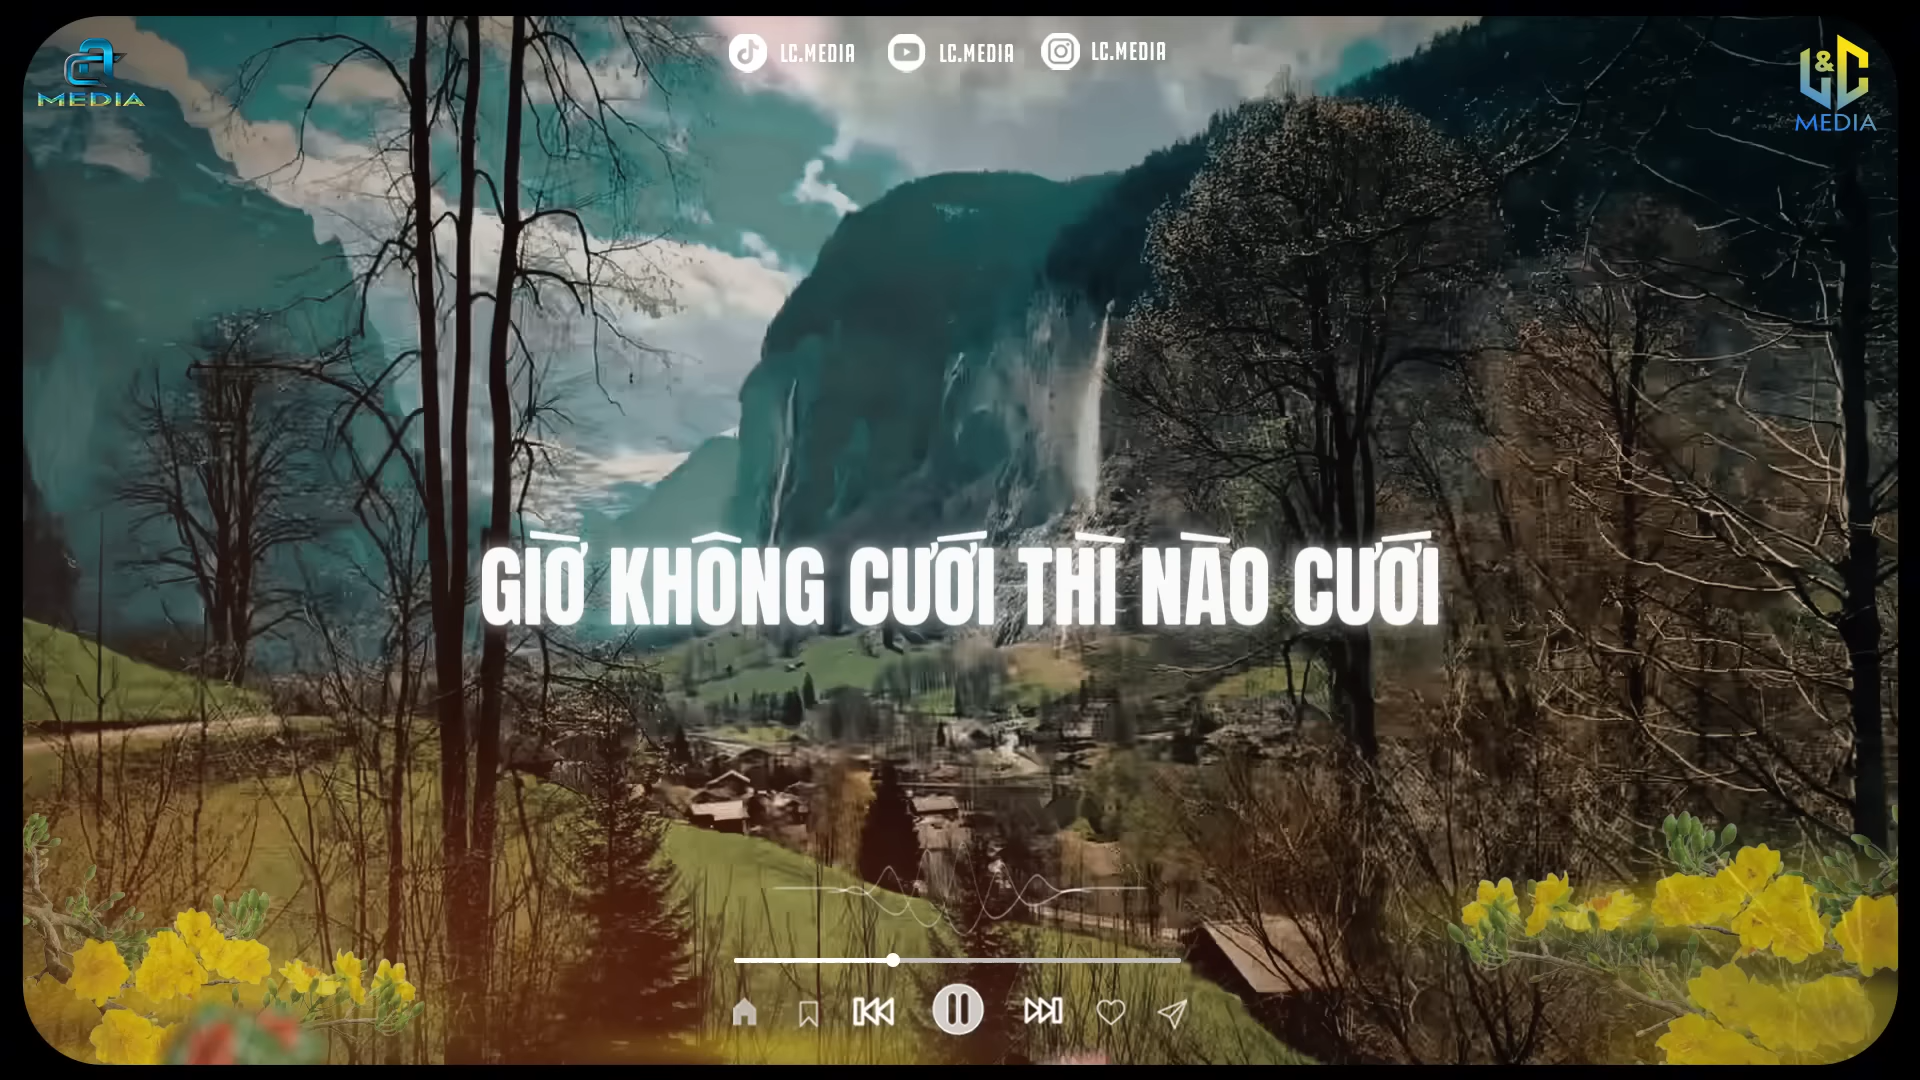 LC.MEDIA LC.MEDIA LC.MEDIA
MEDIA
L&C
MEDIA
GIỜ KHÔNG CƯỚI THÌ NÀO CƯỚI